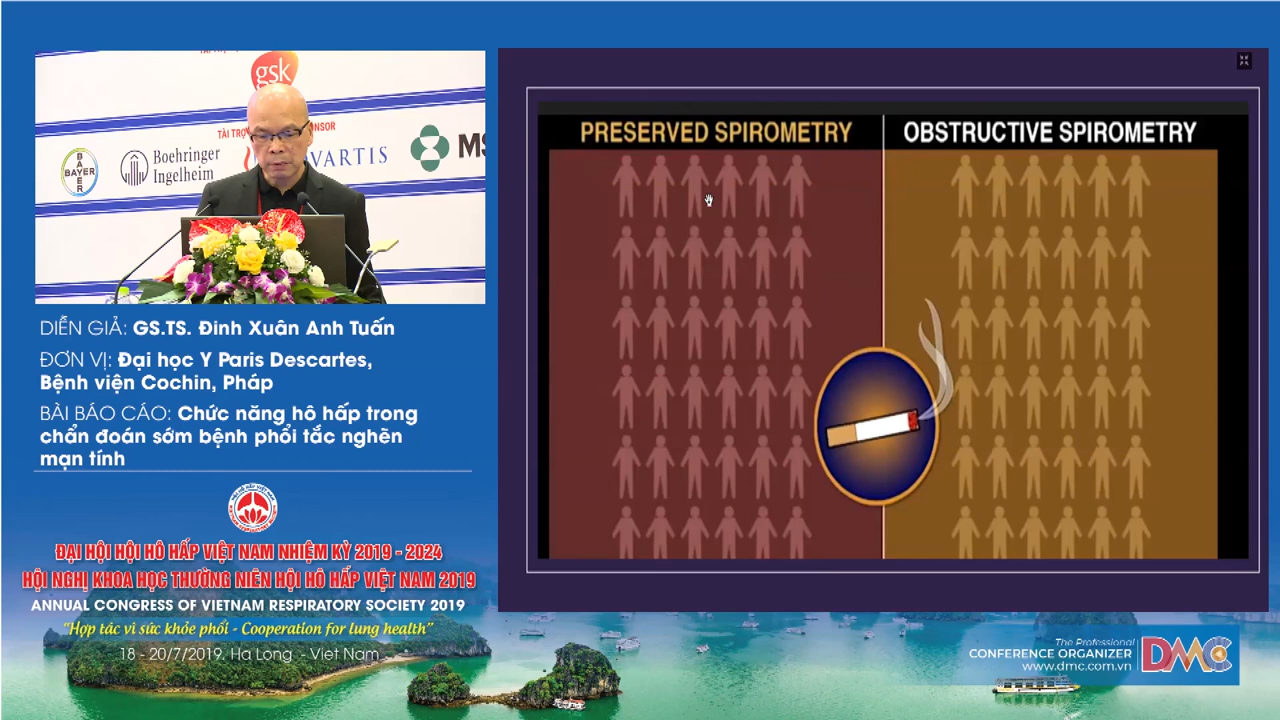 gsk
TÀI TRỢ
NSOR
BAYER
BAYER
Boehringer
Ingelheim
VARTIS
MS
DIỄN GIẢ: GS.TS. Đinh Xuân Anh Tuấn
ĐƠN VỊ: Đại học Y Paris Descartes,
Bệnh viện Cochin, Pháp
BÀI BÁO CÁO: Chức năng hô hấp trong
chẩn đoán sớm bệnh phổi tắc nghẽn
mạn tính
ĐẠI HỘI HỘI HÔ HẤP VIỆT NAM NHIỆM KỲ 2019 - 2024
HỘI NGHỊ KHOA HỌC THƯỜNG NIÊN HỘI HÔ HẤP VIỆT NAM 2019
ANNUAL CONGRESS OF VIETNAM RESPIRATORY SOCIETY 2019
"Hợp tác vì sức khỏe phổi - Cooperation for lung health"
18 - 20/7/2019. Ha Long - Viet Nam
PRESERVED SPIROMETRY
OBSTRUCTIVE SPIROMETRY
The Professional
CONFERENCE ORGANIZER
www.dmc.com.vn
DMC